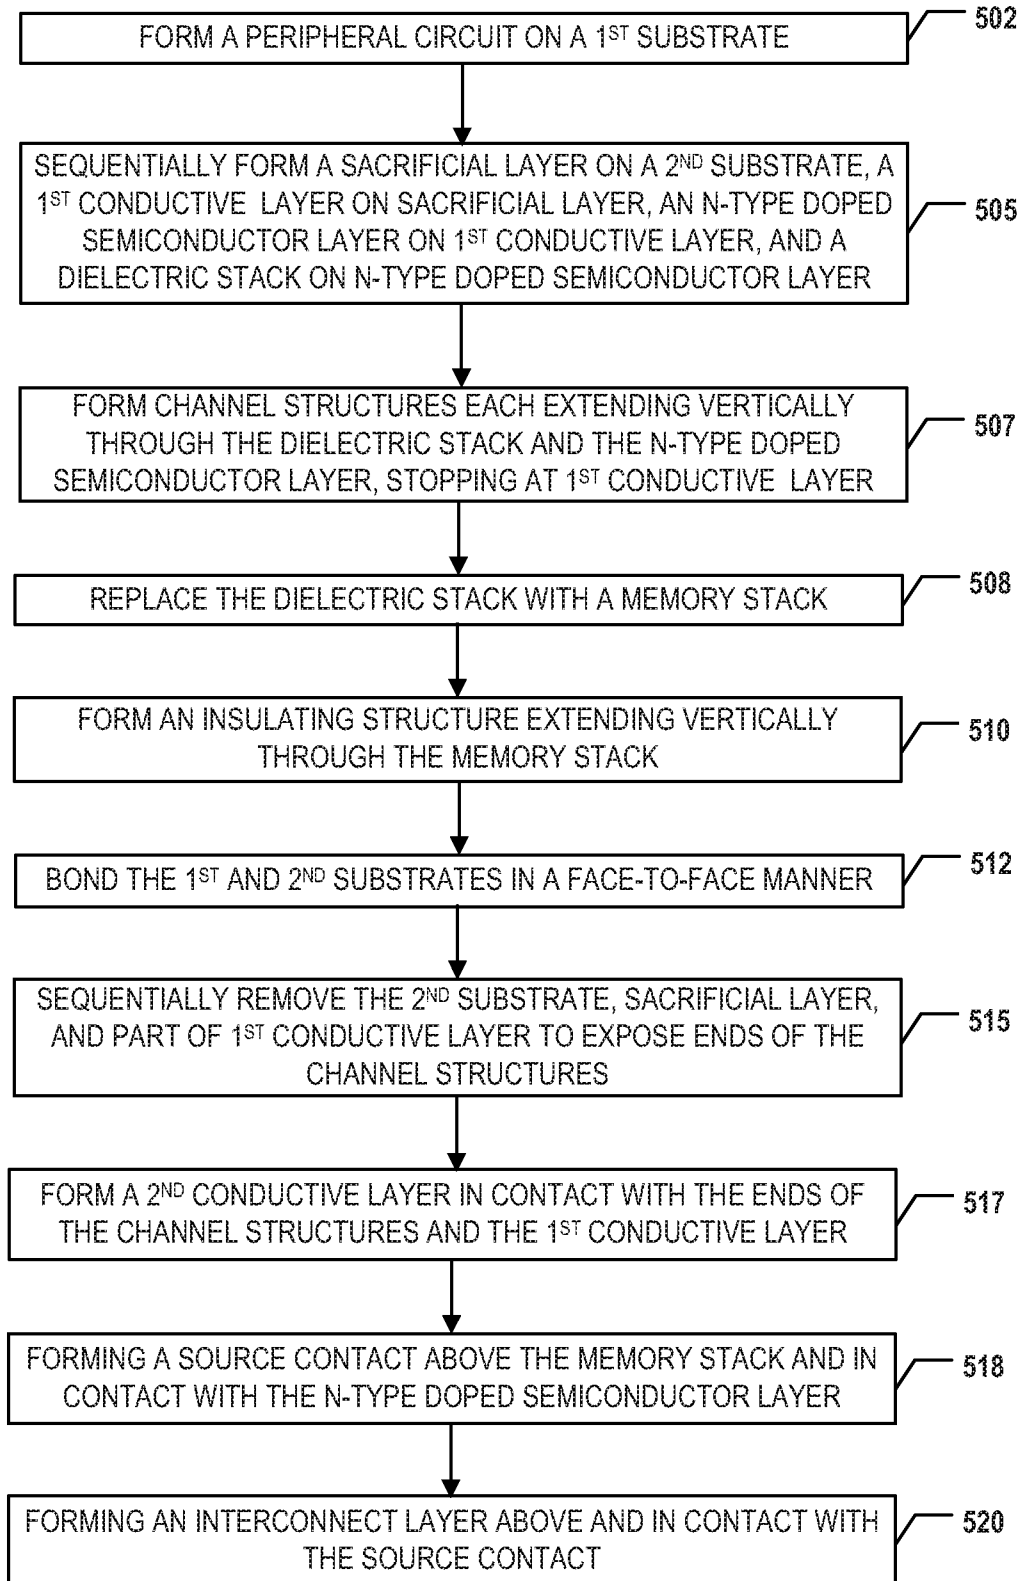 FORM A PERIPHERAL CIRCUIT ON A 1ST SUBSTRATE
502
SEQUENTIALLY FORM A SACRIFICIAL LAYER ON A 2ND SUBSTRATE, A
1ST CONDUCTIVE LAYER ON SACRIFICIAL LAYER, AN N-TYPE DOPED
SEMICONDUCTOR LAYER ON 1ST CONDUCTIVE LAYER, AND A
DIELECTRIC STACK ON N-TYPE DOPED SEMICONDUCTOR LAYER
505
FORM CHANNEL STRUCTURES EACH EXTENDING VERTICALLY
THROUGH THE DIELECTRIC STACK AND THE N-TYPE DOPED
SEMICONDUCTOR LAYER, STOPPING AT 1ST CONDUCTIVE LAYER
507
REPLACE THE DIELECTRIC STACK WITH A MEMORY STACK
508
FORM AN INSULATING STRUCTURE EXTENDING VERTICALLY
THROUGH THE MEMORY STACK
510
BOND THE 1ST AND 2ND SUBSTRATES IN A FACE-TO-FACE MANNER
512
SEQUENTIALLY REMOVE THE 2ND SUBSTRATE, SACRIFICIAL LAYER,
AND PART OF 1ST CONDUCTIVE LAYER TO EXPOSE ENDS OF THE
CHANNEL STRUCTURES
515
FORM A 2ND CONDUCTIVE LAYER IN CONTACT WITH THE ENDS OF
THE CHANNEL STRUCTURES AND THE 1ST CONDUCTIVE LAYER
517
FORMING A SOURCE CONTACT ABOVE THE MEMORY STACK AND IN
CONTACT WITH THE N-TYPE DOPED SEMICONDUCTOR LAYER
518
FORMING AN INTERCONNECT LAYER ABOVE AND IN CONTACT WITH
THE SOURCE CONTACT
520